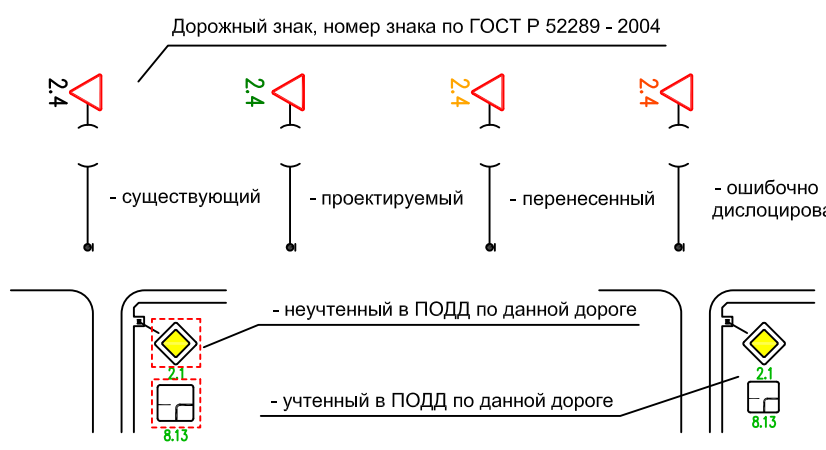 Дорожный знак, номер знака по ГОСТ Р 52289 - 2004
2.4
2.4
2.4
2.4
- существующий
- проектируемый
- перенесенный
- ошибочно
дислоцирова
- неучтенный в ПОДД по данной дороге
2.1
2.1
- учтенный в ПОДД по данной дороге
8.13
8.13